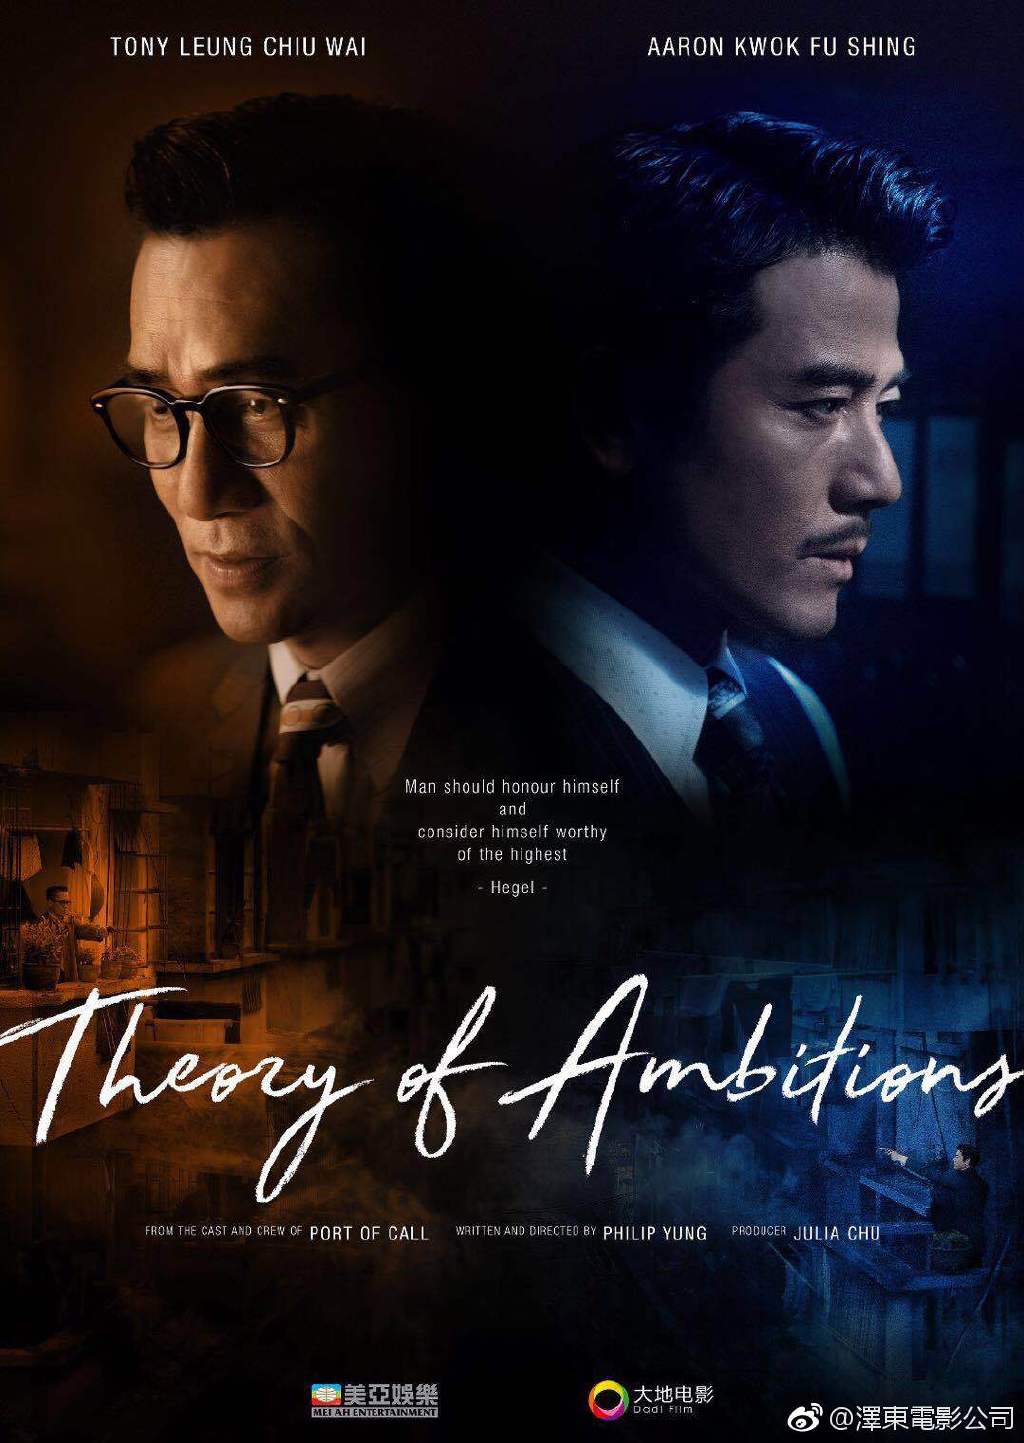 TONY LEUNG CHIU WAI
AARON KWOK FU SHING
Man should honour himself
and
consider himself worthy
of the highest
- Hegel -
Theory of Ambitions
FROM THE CAST AND CREW OF PORT OF CALL WRITTEN AND DIRECTED BY PHILIP YUNG PRODUCER JULIA CHU
美亞娛樂
MEI AH ENTERTAINMENT
大地电影
Dadi Film
@澤東電影公司